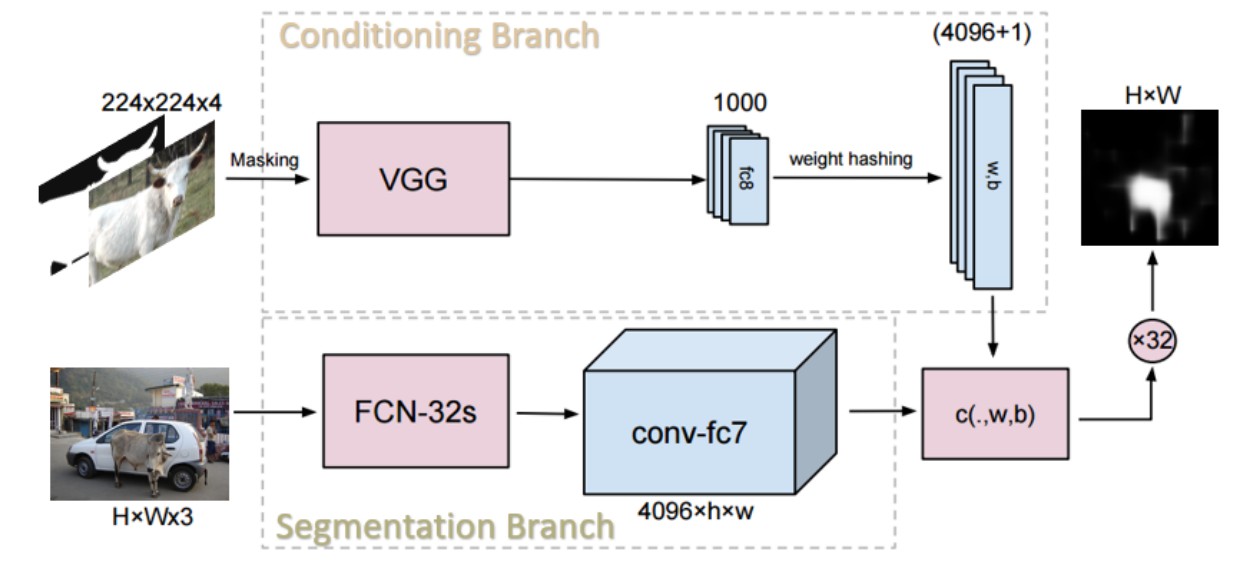 Conditioning Branch
(4096+1)
224x224x4
1000
H×W
Masking
VGG
fc8
weight hashing
w,b
×32
FCN-32s
conv-fc7
c(.,w,b)
4096×h×w
H×Wx3
Segmentation Branch